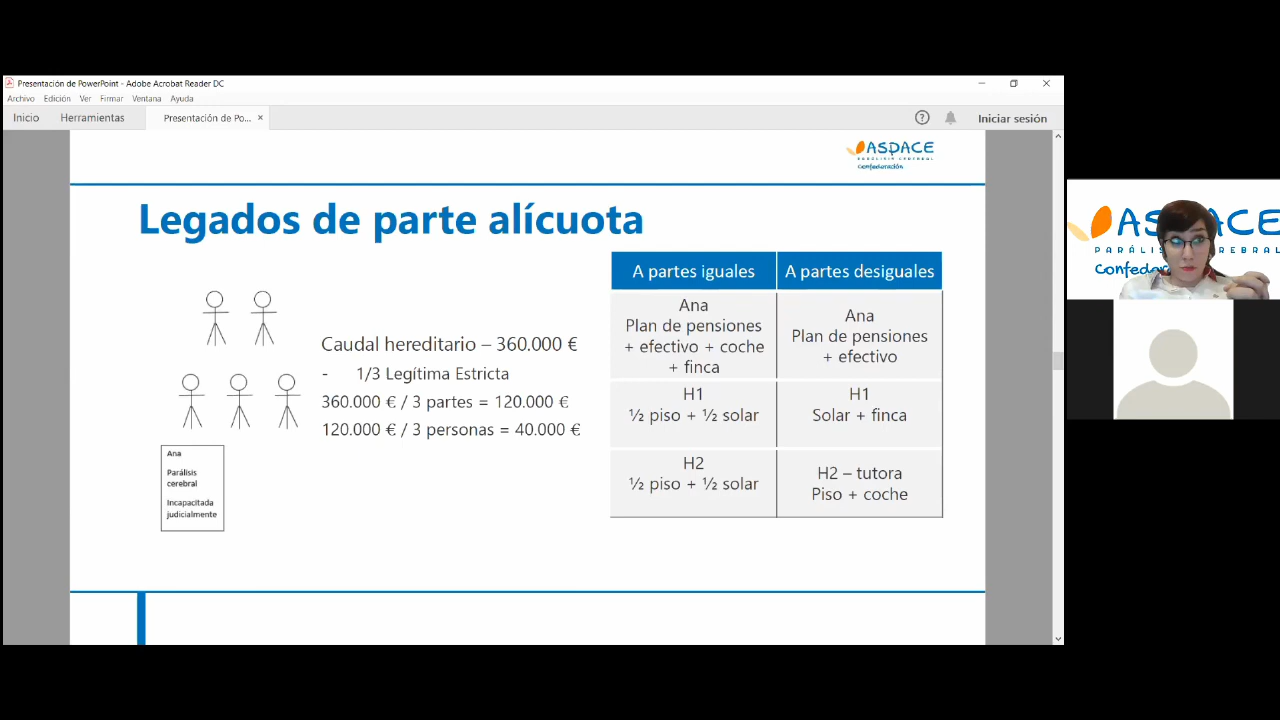 Presentación de PowerPoint - Adobe Acrobat Reader DC
Archivo Edición Ver Firmar Ventana Ayuda
Inicio Herramientas Presentación de Po... × ? Iniciar sesión
ASPACE
PARÁLISIS CEREBRAL
Confederación
Legados de parte alícuota
Caudal hereditario – 360.000 €
- 1/3 Legítima Estricta
360.000 € / 3 partes = 120.000 €
120.000 € / 3 personas = 40.000 €
Ana
Parálisis
cerebral
Incapacitada
judicialmente
A partes iguales A partes desiguales
Ana
Plan de pensiones
+ efectivo + coche
+ finca
Ana
Plan de pensiones
+ efectivo
H1
½ piso + ½ solar
H1
Solar + finca
H2
½ piso + ½ solar
H2 – tutora
Piso + coche
ASPACE
PARÁLIS EREBRAL
Confeder